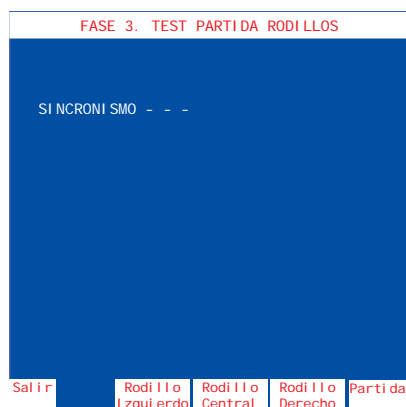 FASE 3. TEST PARTIDA RODILLOS
SINCRONISMO - - -
Salir
Rodillo Izquierdo
Rodillo Central
Rodillo Derecho
Partida